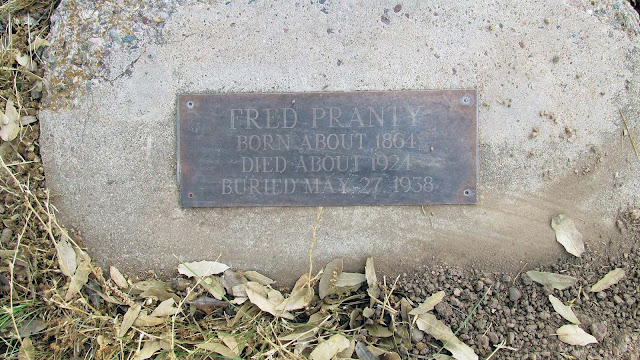 FRED PRANTY
BORN ABOUT 1864
DIED ABOUT 1924
BURIED MAY, 27, 1938